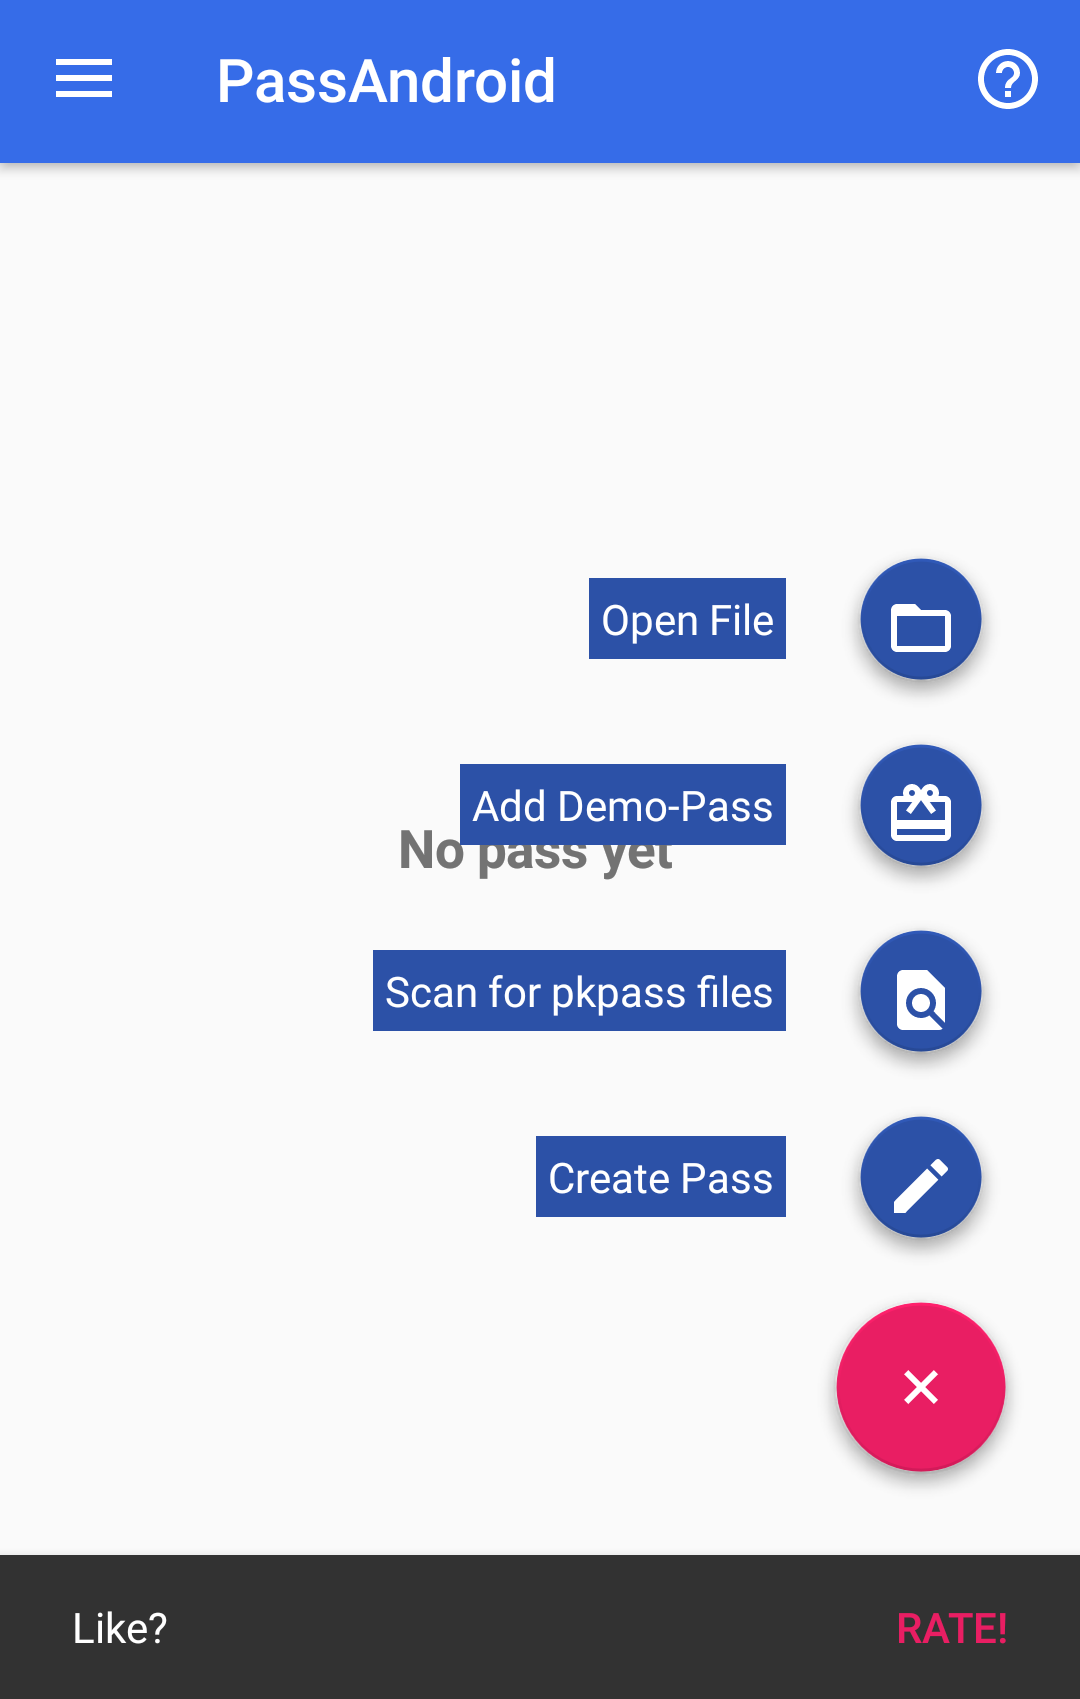 PassAndroid
Open File
Add Demo-Pass
No pass yet
Scan for pkpass files
Create Pass
Like?
RATE!